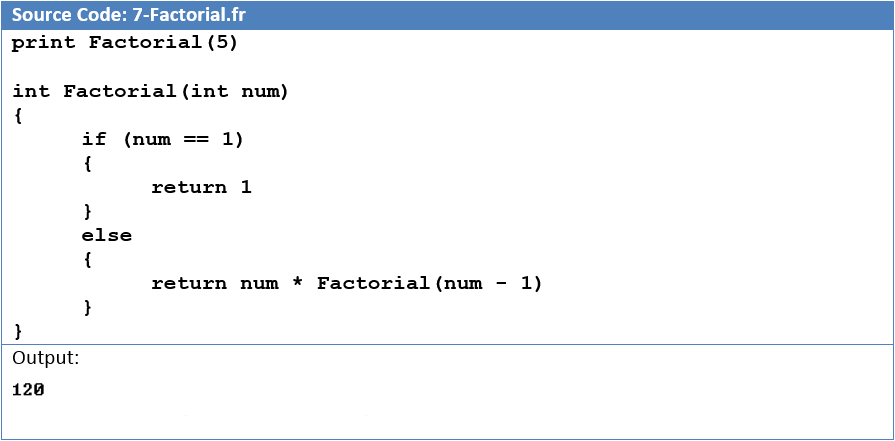 Source Code: 7-Factorial.fr
print Factorial(5)
int Factorial(int num)
{
if (num == 1)
{
return 1
}
else
{
return num * Factorial(num - 1)
}
}
Output:
120